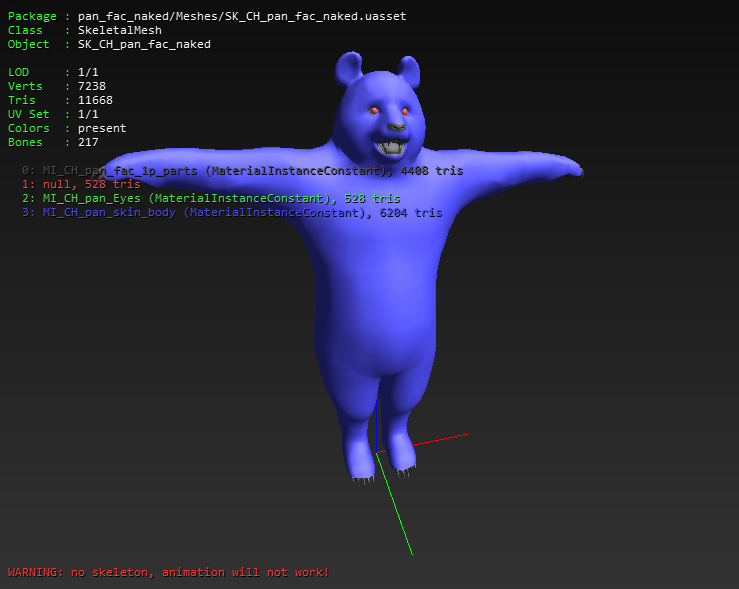 Package : pan_fac_naked/Meshes/SK_CH_pan_fac_naked.uasset
Class : SkeletalMesh
Object : SK_CH_pan_fac_naked
LOD : 1/1
Verts : 7238
Tris : 11668
UV Set : 1/1
Colors : present
Bones : 217
0: MI_CH_pan_fac_1p_parts (MaterialInstanceConstant), 4408 tris
1: null, 528 tris
2: MI_CH_pan_Eyes (MaterialInstanceConstant), 528 tris
3: MI_CH_pan_skin_body (MaterialInstanceConstant), 6204 tris
WARNING: no skeleton, animation will not work!